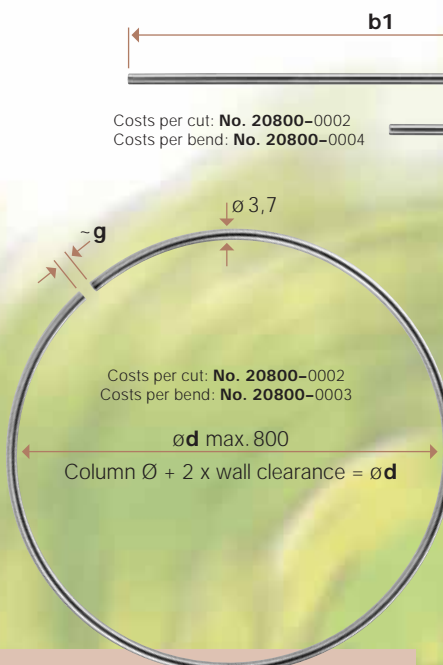 b1
Costs per cut: No. 20800–0002
Costs per bend: No. 20800–0004
ø 3,7
~g
Costs per cut: No. 20800–0002
Costs per bend: No. 20800–0003
ød max. 800
Column Ø + 2 x wall clearance = ød